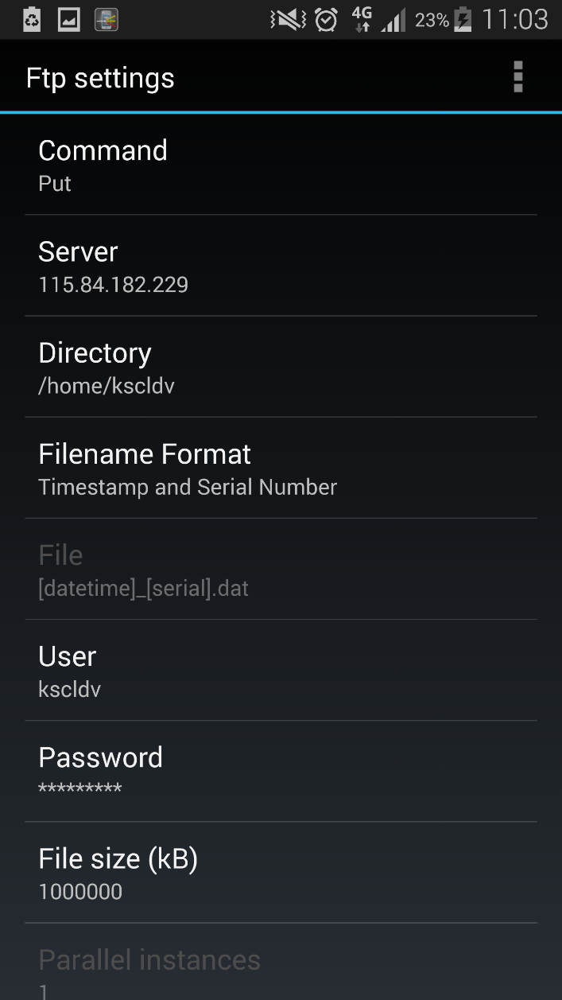 4G 23% 11:03
Ftp settings
Command
Put
Server
115.84.182.229
Directory
/home/kscldv
Filename Format
Timestamp and Serial Number
File
[datetime]_[serial].dat
User
kscldv
Password
*********
File size (kB)
1000000
Parallel instances
1